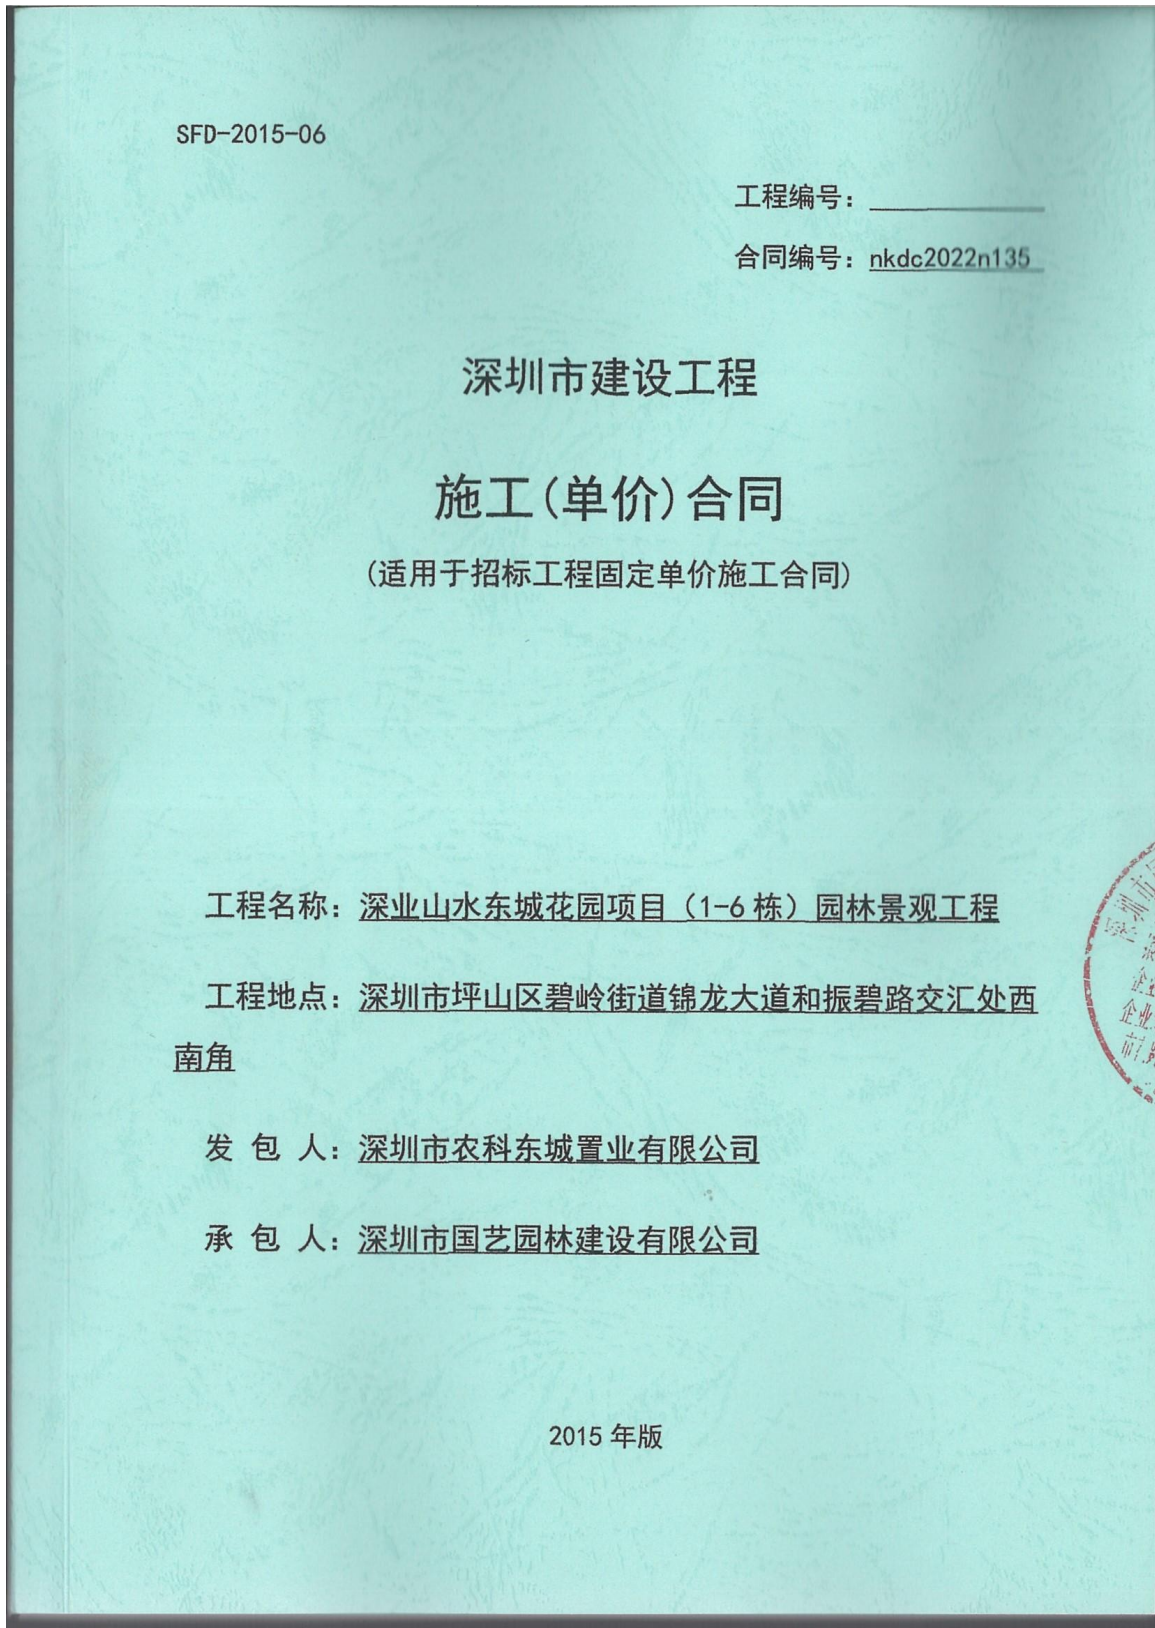 SFD-2015-06
工程编号：
合同编号：nkdc2022n135
深圳市建设工程
施工(单价)合同
(适用于招标工程固定单价施工合同)
工程名称：深业山水东城花园项目（1-6栋）园林景观工程
工程地点：深圳市坪山区碧岭街道锦龙大道和振碧路交汇处西
南角
发 包 人：深圳市农科东城置业有限公司
承 包 人：深圳市国艺园林建设有限公司
2015 年版